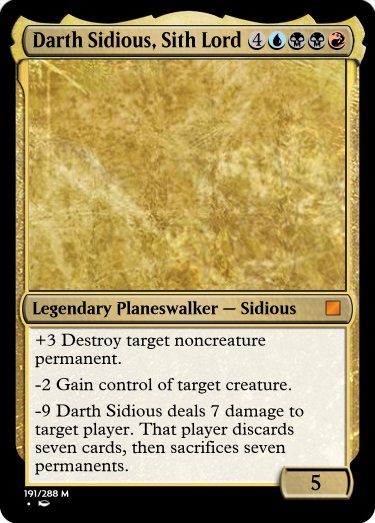 Darth Sidious, Sith Lord 4
Legendary Planeswalker — Sidious
+3 Destroy target noncreature
permanent.
-2 Gain control of target creature.
-9 Darth Sidious deals 7 damage to
target player. That player discards
seven cards, then sacrifices seven
permanents.
5
191/288 M